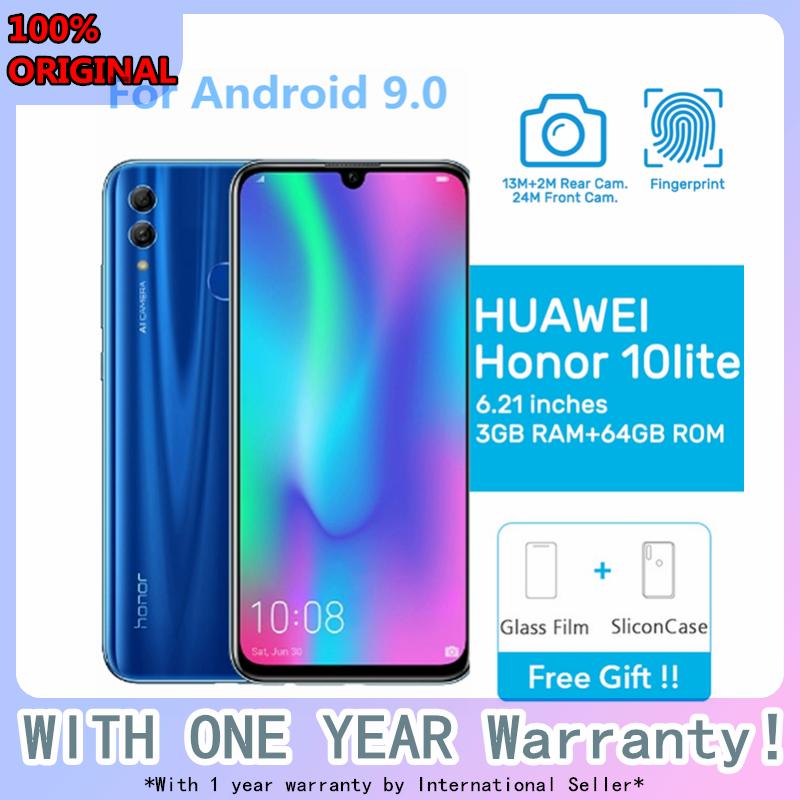 100%
ORIGINAL
For Android 9.0
13M+2M Rear Cam.
24M Front Cam.
Fingerprint
AI CAMERA
honor
10:08
Sat, Jun 30
HUAWEI
Honor 10lite
6.21 inches
3GB RAM+64GB ROM
+
Glass Film
SliconCase
Free Gift !!
WITH ONE YEAR Warranty!
*With 1 year warranty by International Seller*